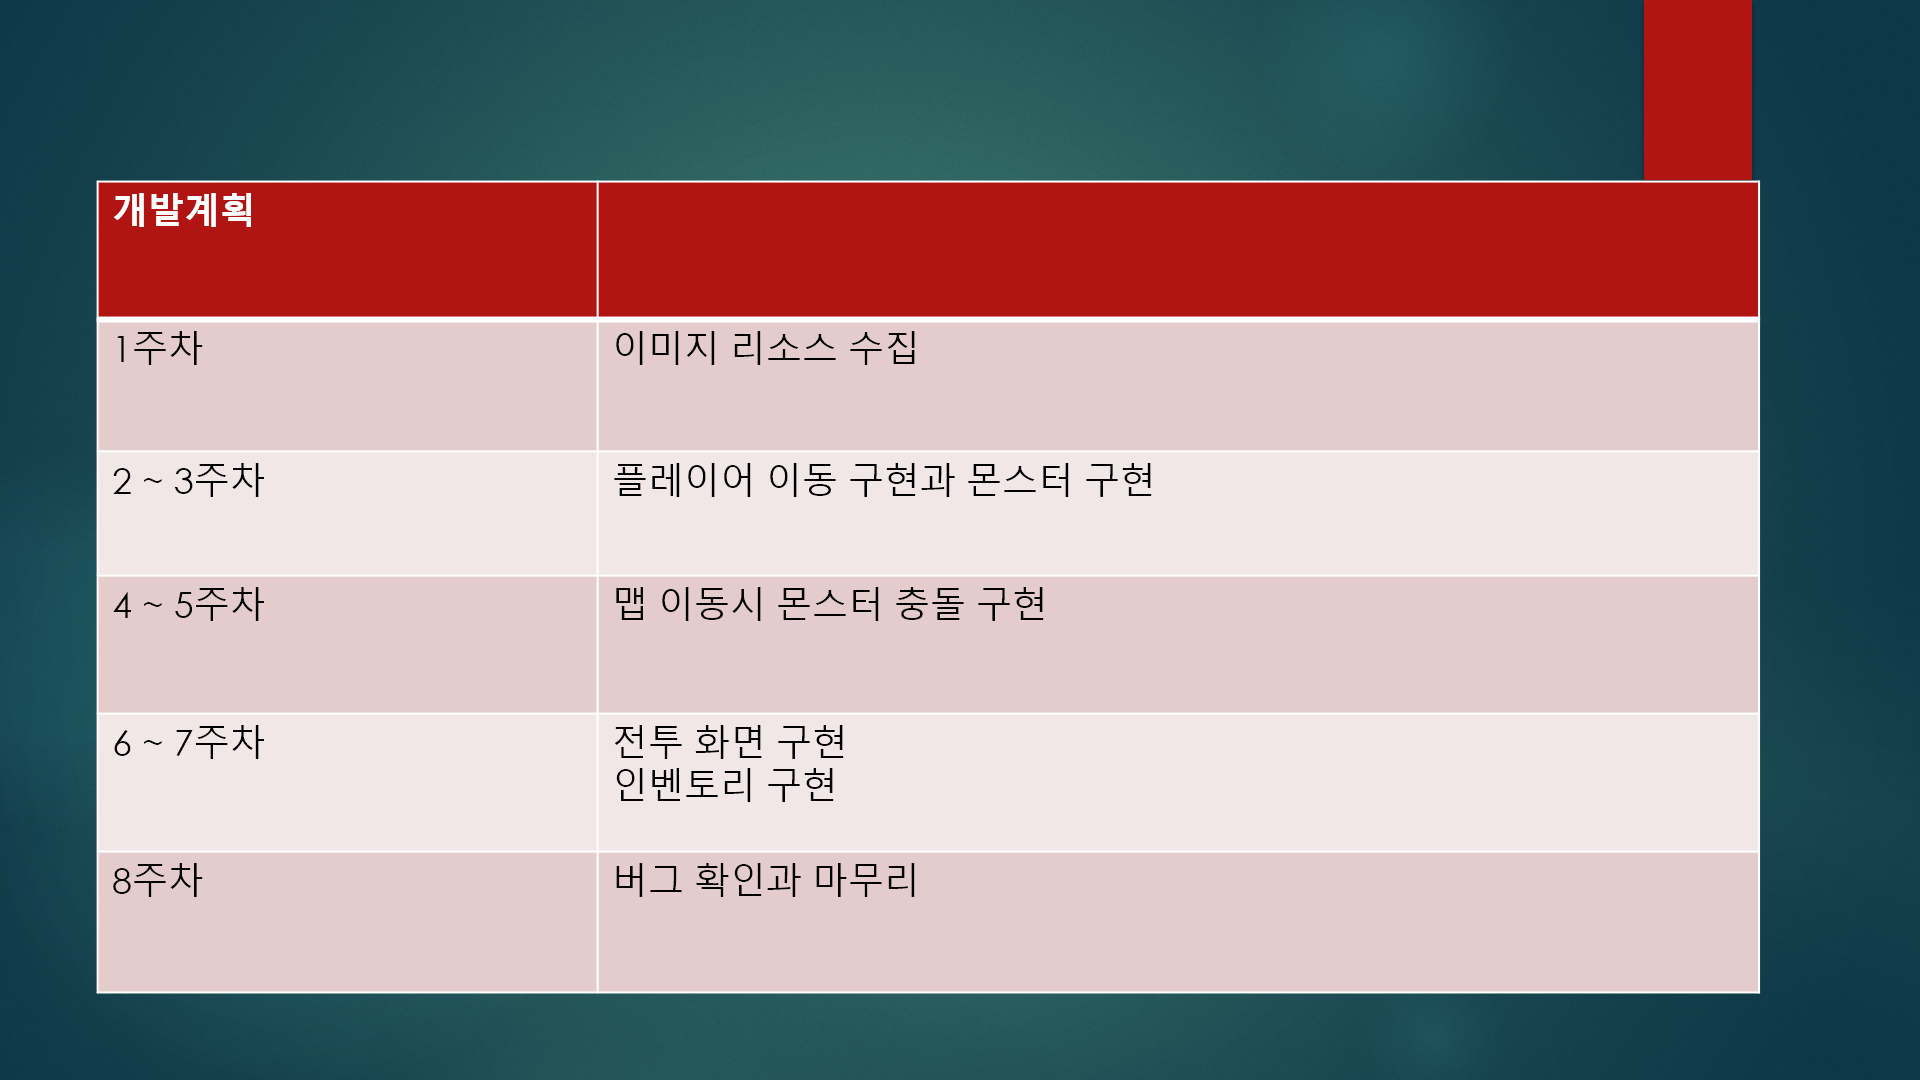 개발계획
1주차
이미지 리소스 수집
2 ~ 3주차
플레이어 이동 구현과 몬스터 구현
4 ~ 5주차
맵 이동시 몬스터 충돌 구현
6 ~ 7주차
전투 화면 구현
인벤토리 구현
8주차
버그 확인과 마무리